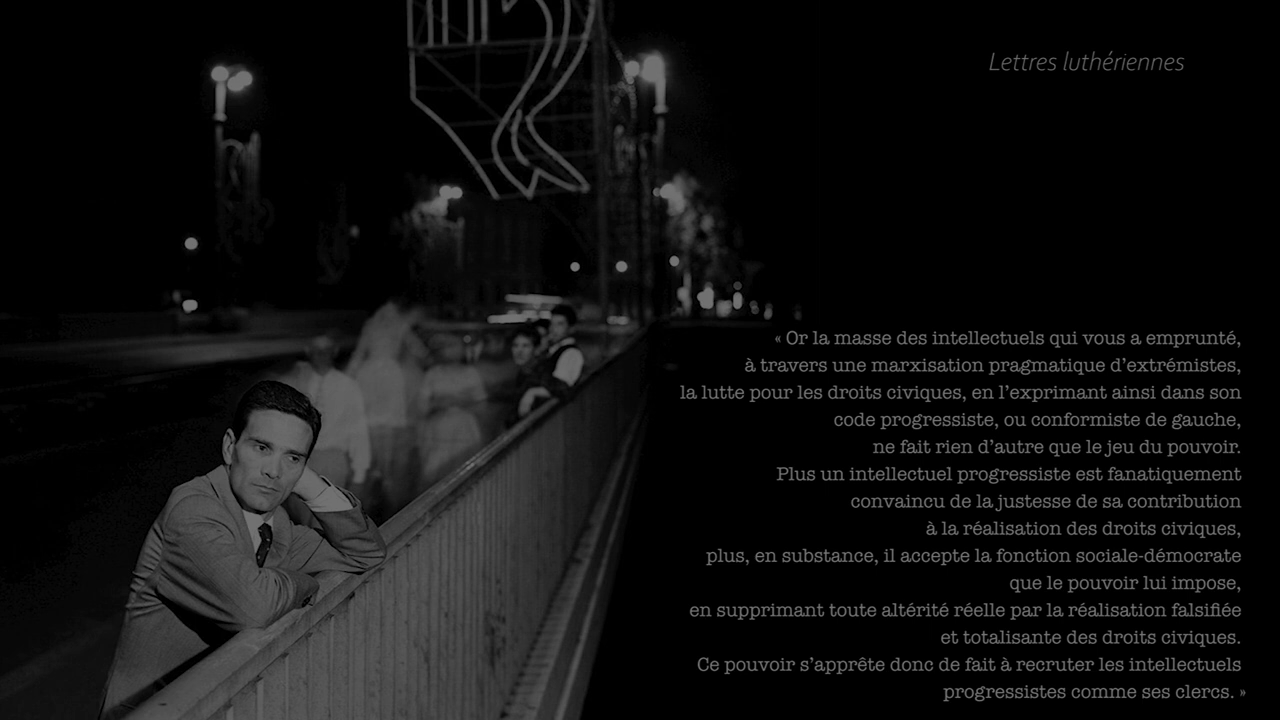 Lettres luthériennes
« Or la masse des intellectuels qui vous a emprunté,
à travers une marxisation pragmatique d’extrémistes,
la lutte pour les droits civiques, en l’exprimant ainsi dans son
code progressiste, ou conformiste de gauche,
ne fait rien d’autre que le jeu du pouvoir.
Plus un intellectuel progressiste est fanatiquement
convaincu de la justesse de sa contribution
à la réalisation des droits civiques,
plus, en substance, il accepte la fonction sociale-démocrate
que le pouvoir lui impose,
en supprimant toute altérité réelle par la réalisation falsifiée
et totalisante des droits civiques.
Ce pouvoir s’apprête donc de fait à recruter les intellectuels
progressistes comme ses clercs. »